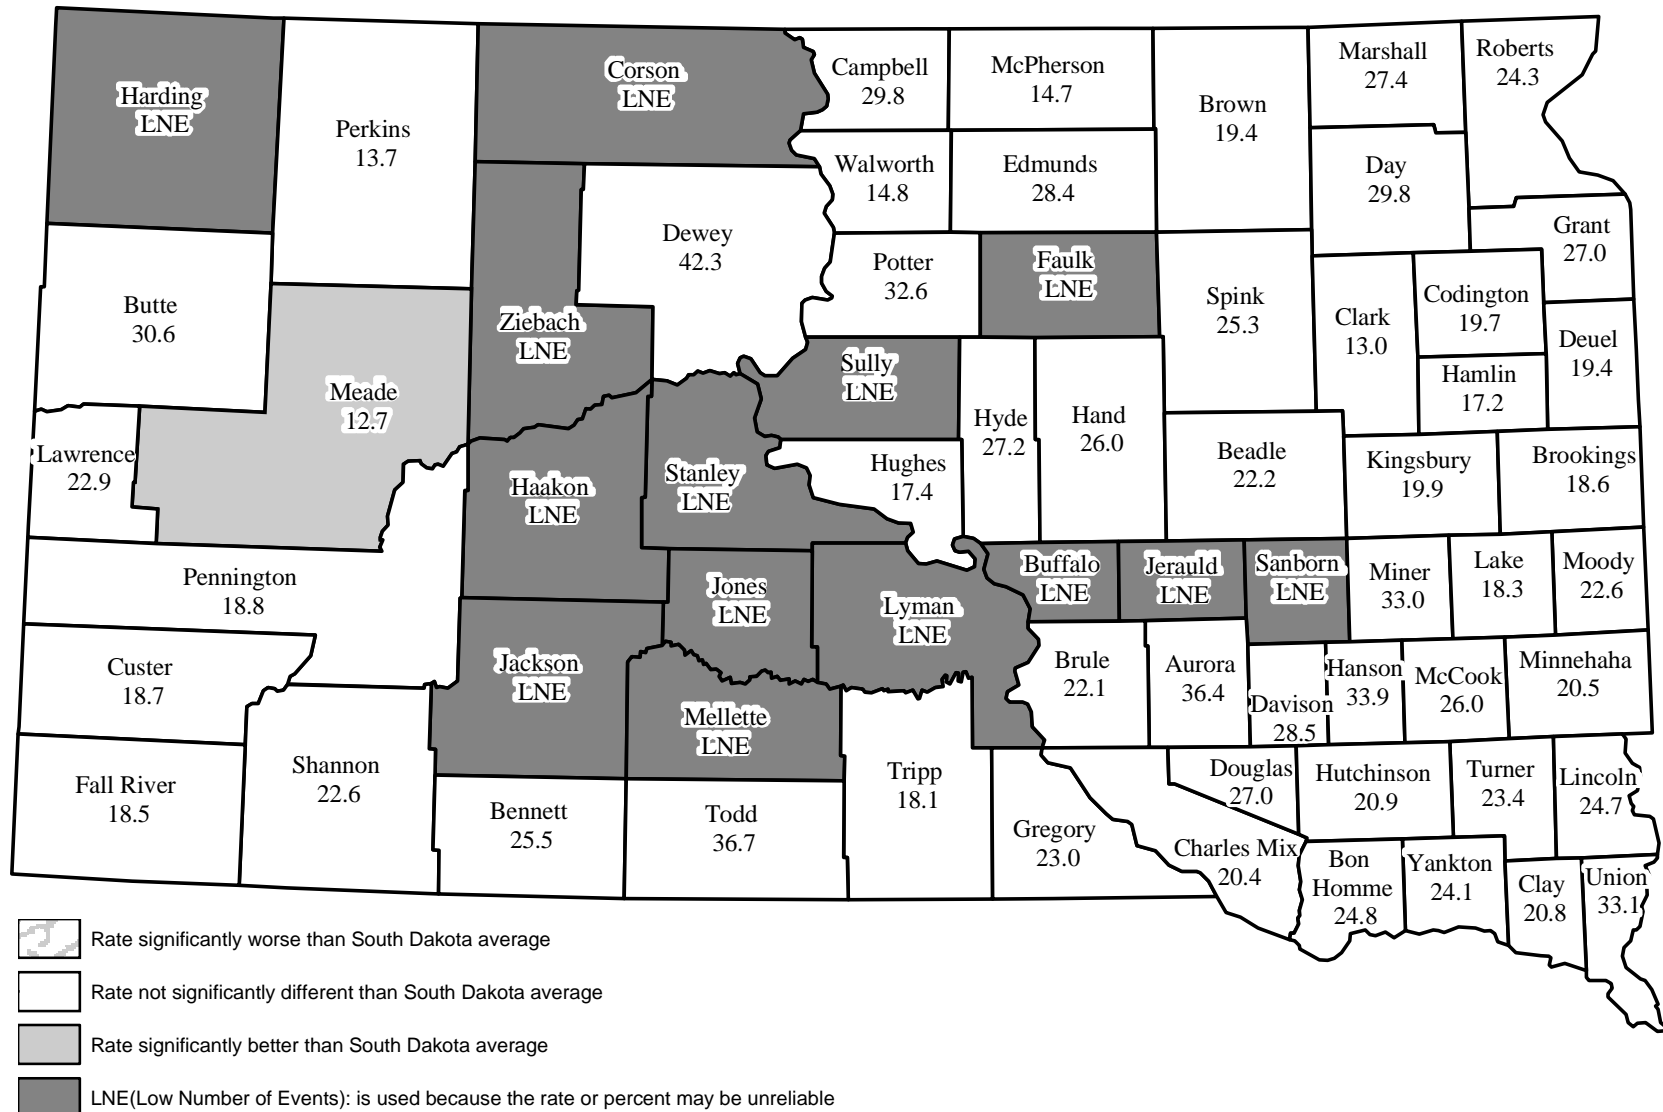 Harding
LNE
Perkins
13.7
Corson
LNE
Campbell
29.8
McPherson
14.7
Brown
19.4
Marshall
27.4
Roberts
24.3
Walworth
14.8
Edmunds
28.4
Day
29.8
Grant
27.0
Butte
30.6
Dewey
42.3
Potter
32.6
Faulk
LNE
Spink
25.3
Clark
13.0
Codington
19.7
Deuel
19.4
Hamlin
17.2
Ziebach
LNE
Meade
12.7
Sully
LNE
Hyde
27.2
Hand
26.0
Beadle
22.2
Kingsbury
19.9
Brookings
18.6
Lawrence
22.9
Haakon
LNE
Stanley
LNE
Hughes
17.4
Pennington
18.8
Jones
LNE
Lyman
LNE
Buffalo
LNE
Jerauld
LNE
Sanborn
LNE
Miner
33.0
Lake
18.3
Moody
22.6
Custer
18.7
Jackson
LNE
Mellette
LNE
Brule
22.1
Aurora
36.4
Davison
28.5
Hanson
33.9
McCook
26.0
Minnehaha
20.5
Fall River
18.5
Shannon
22.6
Bennett
25.5
Todd
36.7
Tripp
18.1
Gregory
23.0
Douglas
27.0
Charles Mix
20.4
Hutchinson
20.9
Turner
23.4
Lincoln
24.7
Bon
Homme
24.8
Yankton
24.1
Clay
20.8
Union
33.1
Rate significantly worse than South Dakota average
Rate not significantly different than South Dakota average
Rate significantly better than South Dakota average
LNE(Low Number of Events): is used because the rate or percent may be unreliable